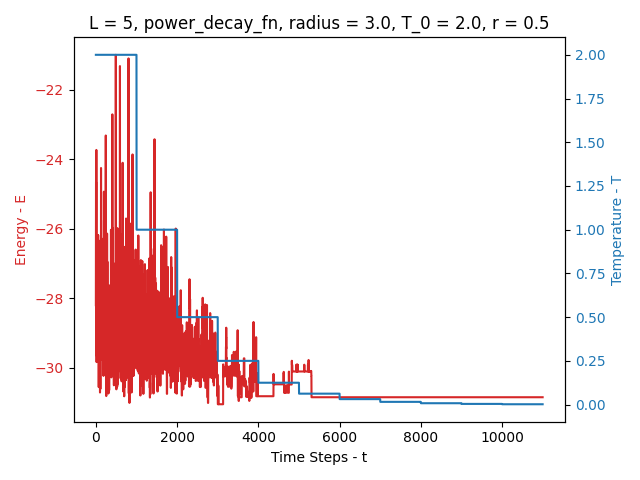 L = 5, power_decay_fn, radius = 3.0, T_0 = 2.0, r = 0.5
Energy - E
−22
−24
−26
−28
−30
2.00
1.75
1.50
1.25
1.00
0.75
0.50
0.25
0.00
Temperature - T
0 2000 4000 6000 8000 10000
Time Steps - t